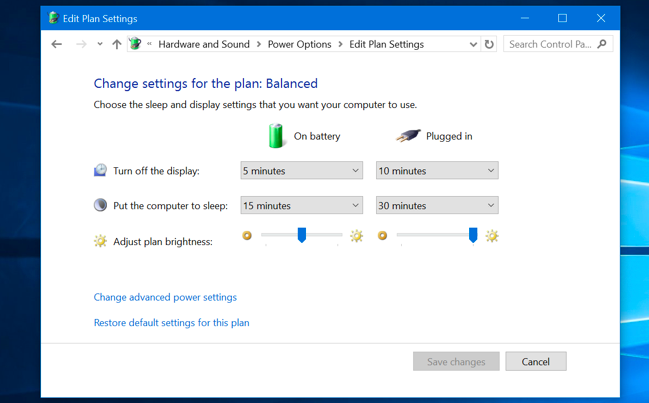 Edit Plan Settings
« Hardware and Sound > Power Options > Edit Plan Settings
Search Control Pa...
Change settings for the plan: Balanced
Choose the sleep and display settings that you want your computer to use.
On battery Plugged in
Turn off the display: 5 minutes 10 minutes
Put the computer to sleep: 15 minutes 30 minutes
Adjust plan brightness:
Change advanced power settings
Restore default settings for this plan
Save changes Cancel